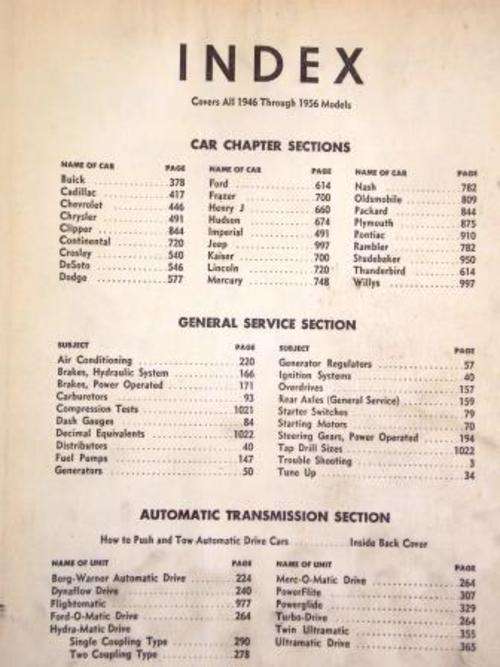 INDEX
Covers All 1946 Through 1956 Models
CAR CHAPTER SECTIONS
NAME OF CAR PAGE
Buick 378
Cadillac 417
Chevrolet 446
Chrysler 491
Clipper 844
Continental 720
Crosley 540
DeSoto 546
Dodge 577
NAME OF CAR PAGE
Ford 614
Frazer 700
Henry J 660
Hudson 674
Imperial 491
Jeep 997
Kaiser 700
Lincoln 720
Mercury 748
NAME OF CAR PAGE
Nash 782
Oldsmobile 809
Packard 844
Plymouth 875
Pontiac 910
Rambler 782
Studebaker 950
Thunderbird 614
Willys 997
GENERAL SERVICE SECTION
SUBJECT PAGE
Air Conditioning 220
Brakes, Hydraulic System 166
Brakes, Power Operated 171
Carburetors 93
Compression Tests 1021
Dash Gauges 84
Decimal Equivalents 1022
Distributors 40
Fuel Pumps 147
Generators 50
SUBJECT PAGE
Generator Regulators 57
Ignition Systems 40
Overdrives 157
Rear Axles (General Service) 159
Starter Switches 79
Starting Motors 70
Steering Gears, Power Operated 194
Tap Drill Sizes 1022
Trouble Shooting 3
Tune Up 34
AUTOMATIC TRANSMISSION SECTION
How to Push and Tow Automatic Drive Cars Inside Back Cover
NAME OF UNIT PAGE
Borg-Warner Automatic Drive 224
Dynaflow Drive 240
Flightomatic 977
Ford-O-Matic Drive 264
Hydra-Matic Drive
Single Coupling Type 290
Two Coupling Type 278
NAME OF UNIT PAGE
Merc-O-Matic Drive 264
PowerFlite 307
Powerglide 329
Turbo-Drive 264
Twin Ultramatic 355
Ultramatic Drive 365